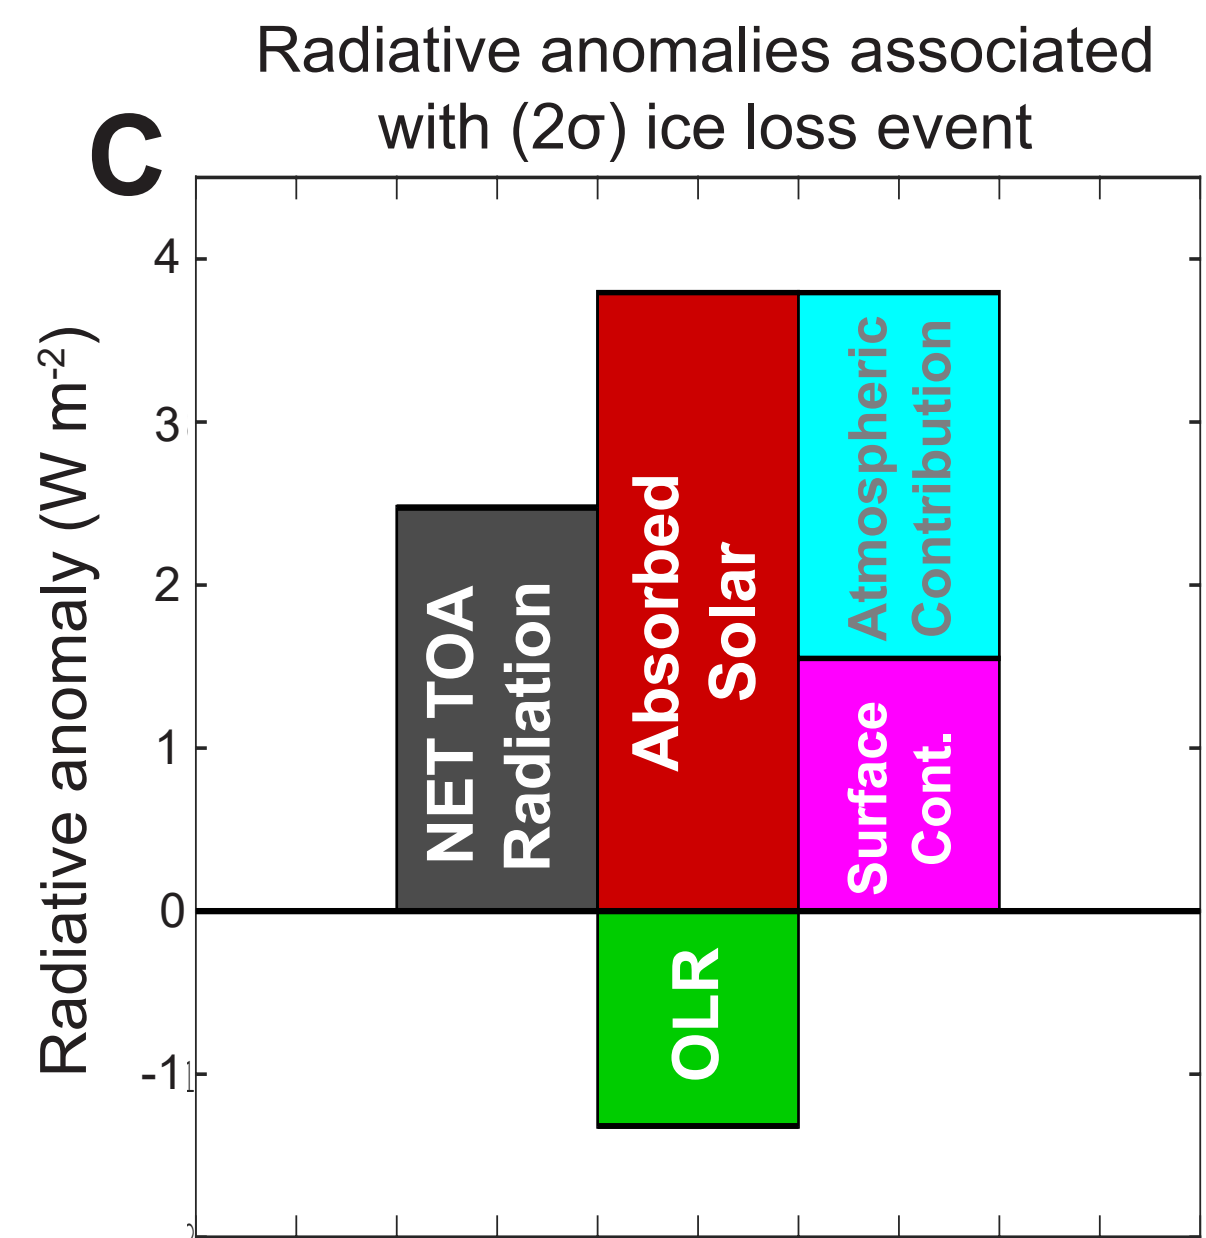 Radiative anomalies associated
with (2σ) ice loss event
C
Radiative anomaly (W m-2)
4
3
2
1
0
-1
NET TOA
Radiation
Absorbed
Solar
Atmospheric
Contribution
Surface
Cont.
OLR